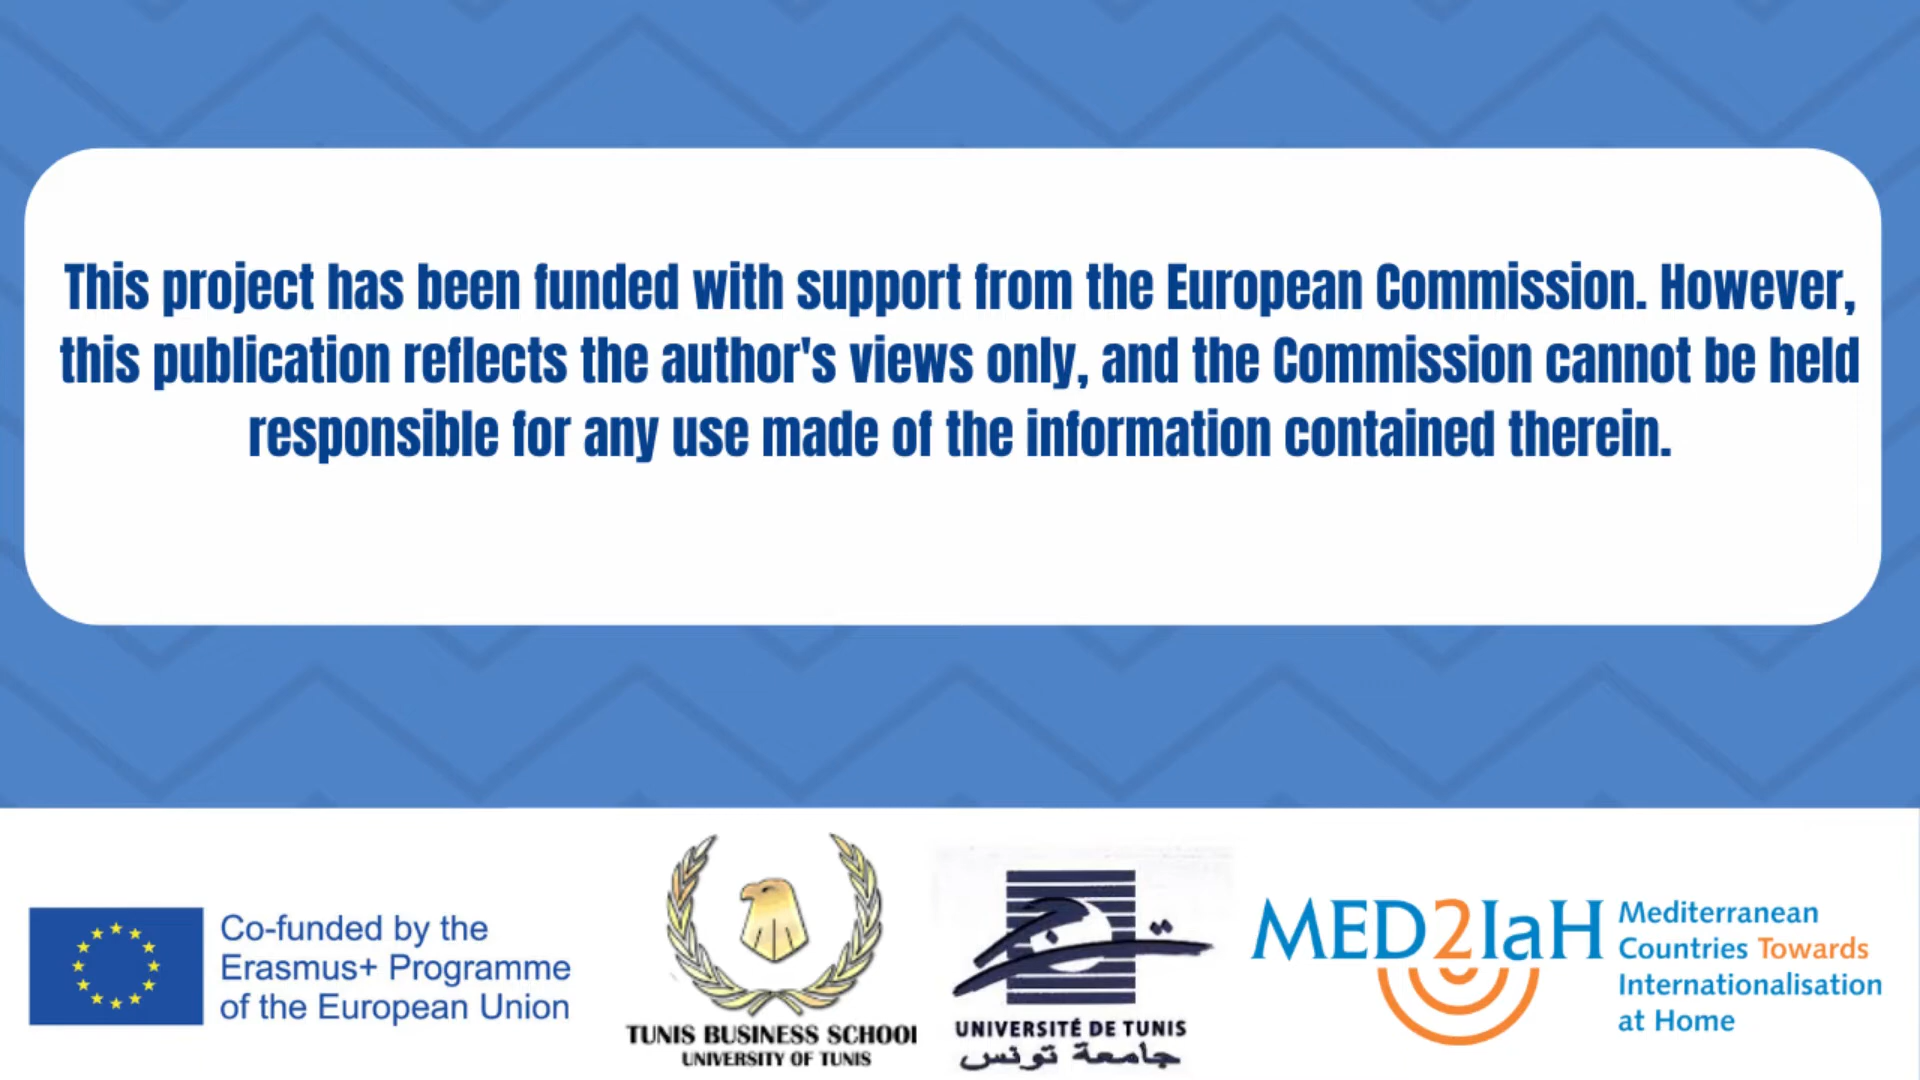 This project has been funded with support from the European Commission. However,
this publication reflects the author's views only, and the Commission cannot be held
responsible for any use made of the information contained therein.
Co-funded by the
Erasmus+ Programme
of the European Union
TUNIS BUSINESS SCHOOL
UNIVERSITY OF TUNIS
UNIVERSITÉ DE TUNIS
جامعة تونس
MED2IaH
Mediterranean
Countries Towards
Internationalisation
at Home